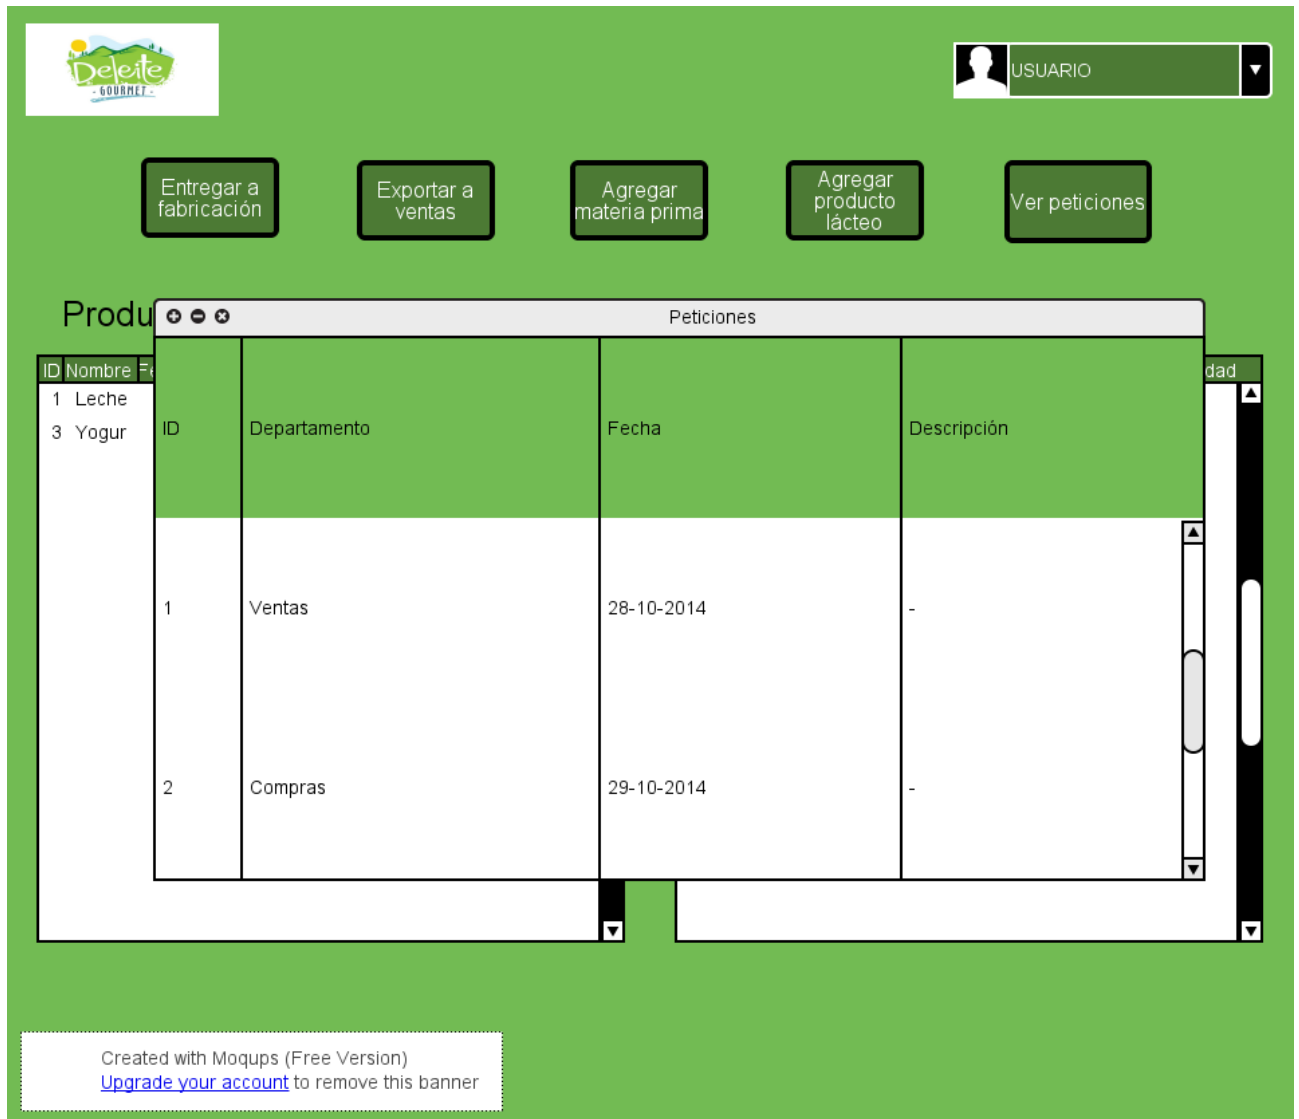 Deleite
- GOURMET -
USUARIO
Entregar a
fabricación
Exportar a
ventas
Agregar
materia prima
Agregar
producto
lácteo
Ver peticiones
Produ
Peticiones
ID Nombre Fe
dad
1 Leche
3 Yogur
ID Departamento Fecha Descripción
1 Ventas 28-10-2014 -
2 Compras 29-10-2014 -
Created with Moqups (Free Version)
Upgrade your account to remove this banner